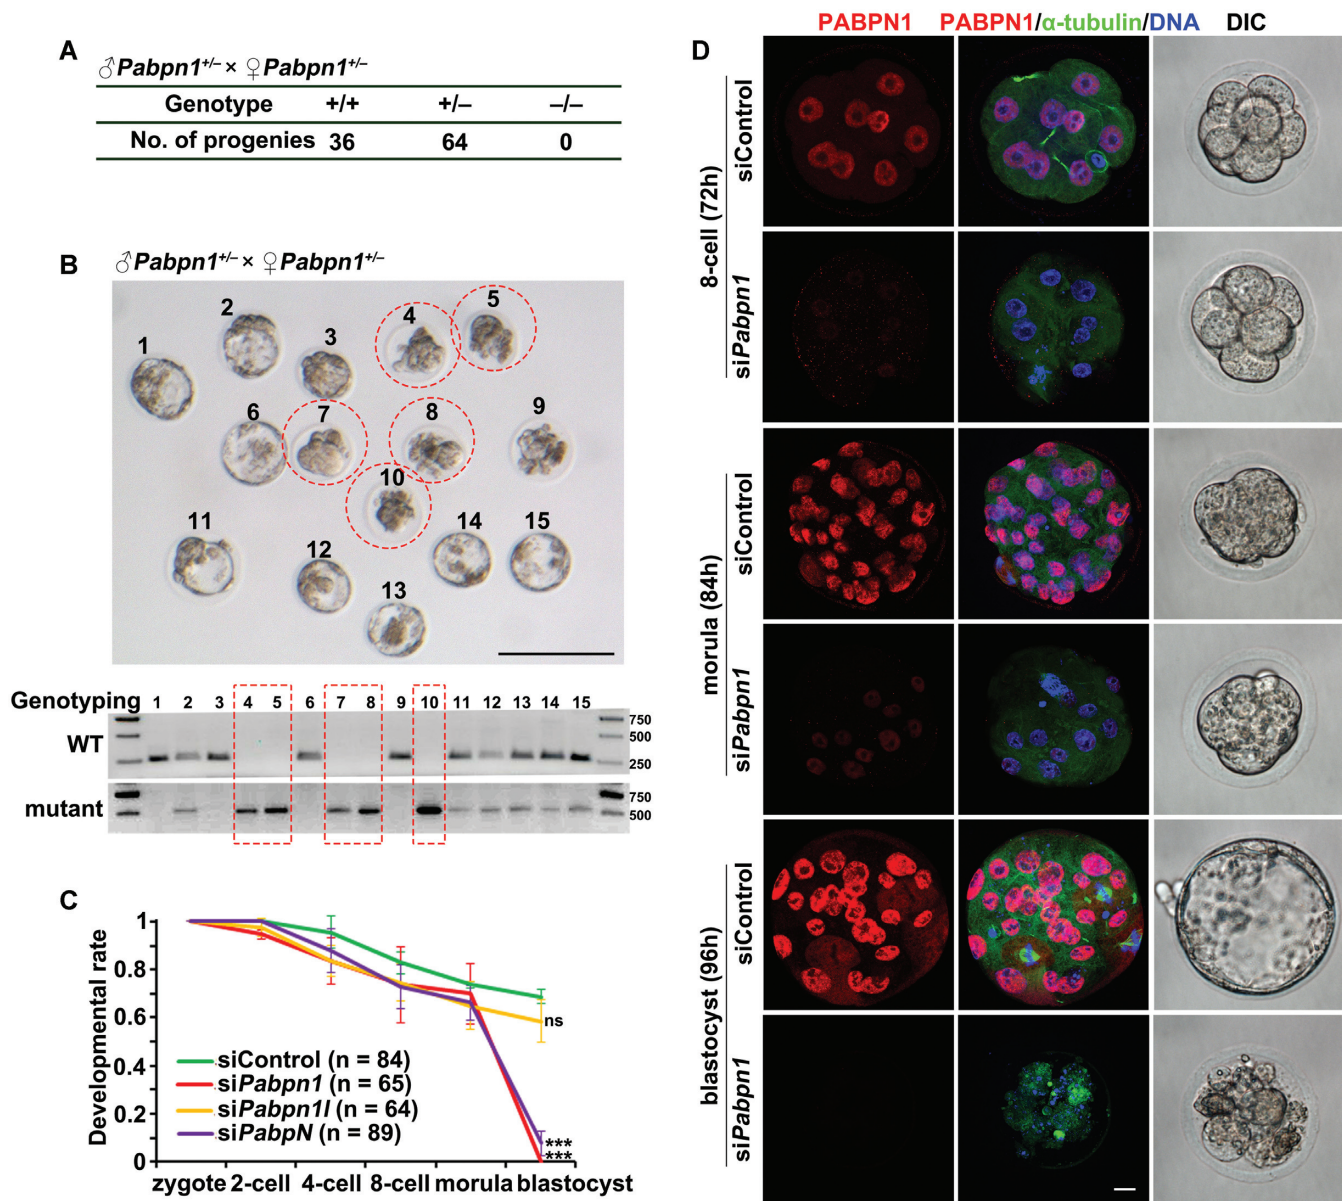 A
♂Pabpn1+/– × ♀Pabpn1+/–
Genotype +/+ +/– –/–
No. of progenies 36 64 0
B
♂Pabpn1+/– × ♀Pabpn1+/–
1 2 3 4 5
6 7 8 9
10
11 12 13 14 15
Genotyping 1 2 3 4 5 6 7 8 9 10 11 12 13 14 15
WT
750
500
250
mutant
750
500
C
Developmental rate
1
0.8
0.6
0.4
0.2
0
siControl (n = 84)
siPabpn1 (n = 65)
siPabpn1l (n = 64)
siPabpN (n = 89)
ns
***
***
zygote 2-cell 4-cell 8-cell morula blastocyst
D
PABPN1 PABPN1/α-tubulin/DNA DIC
8-cell (72h)
siControl
siPabpn1
morula (84h)
siControl
siPabpn1
blastocyst (96h)
siControl
siPabpn1